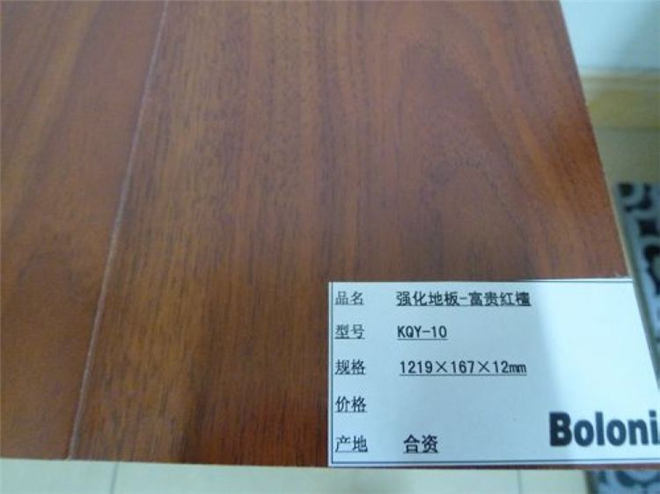 品名 强化地板-富贵红檀
型号 KQY-10
规格 1219×167×12mm
价格
产地 合资
Boloni